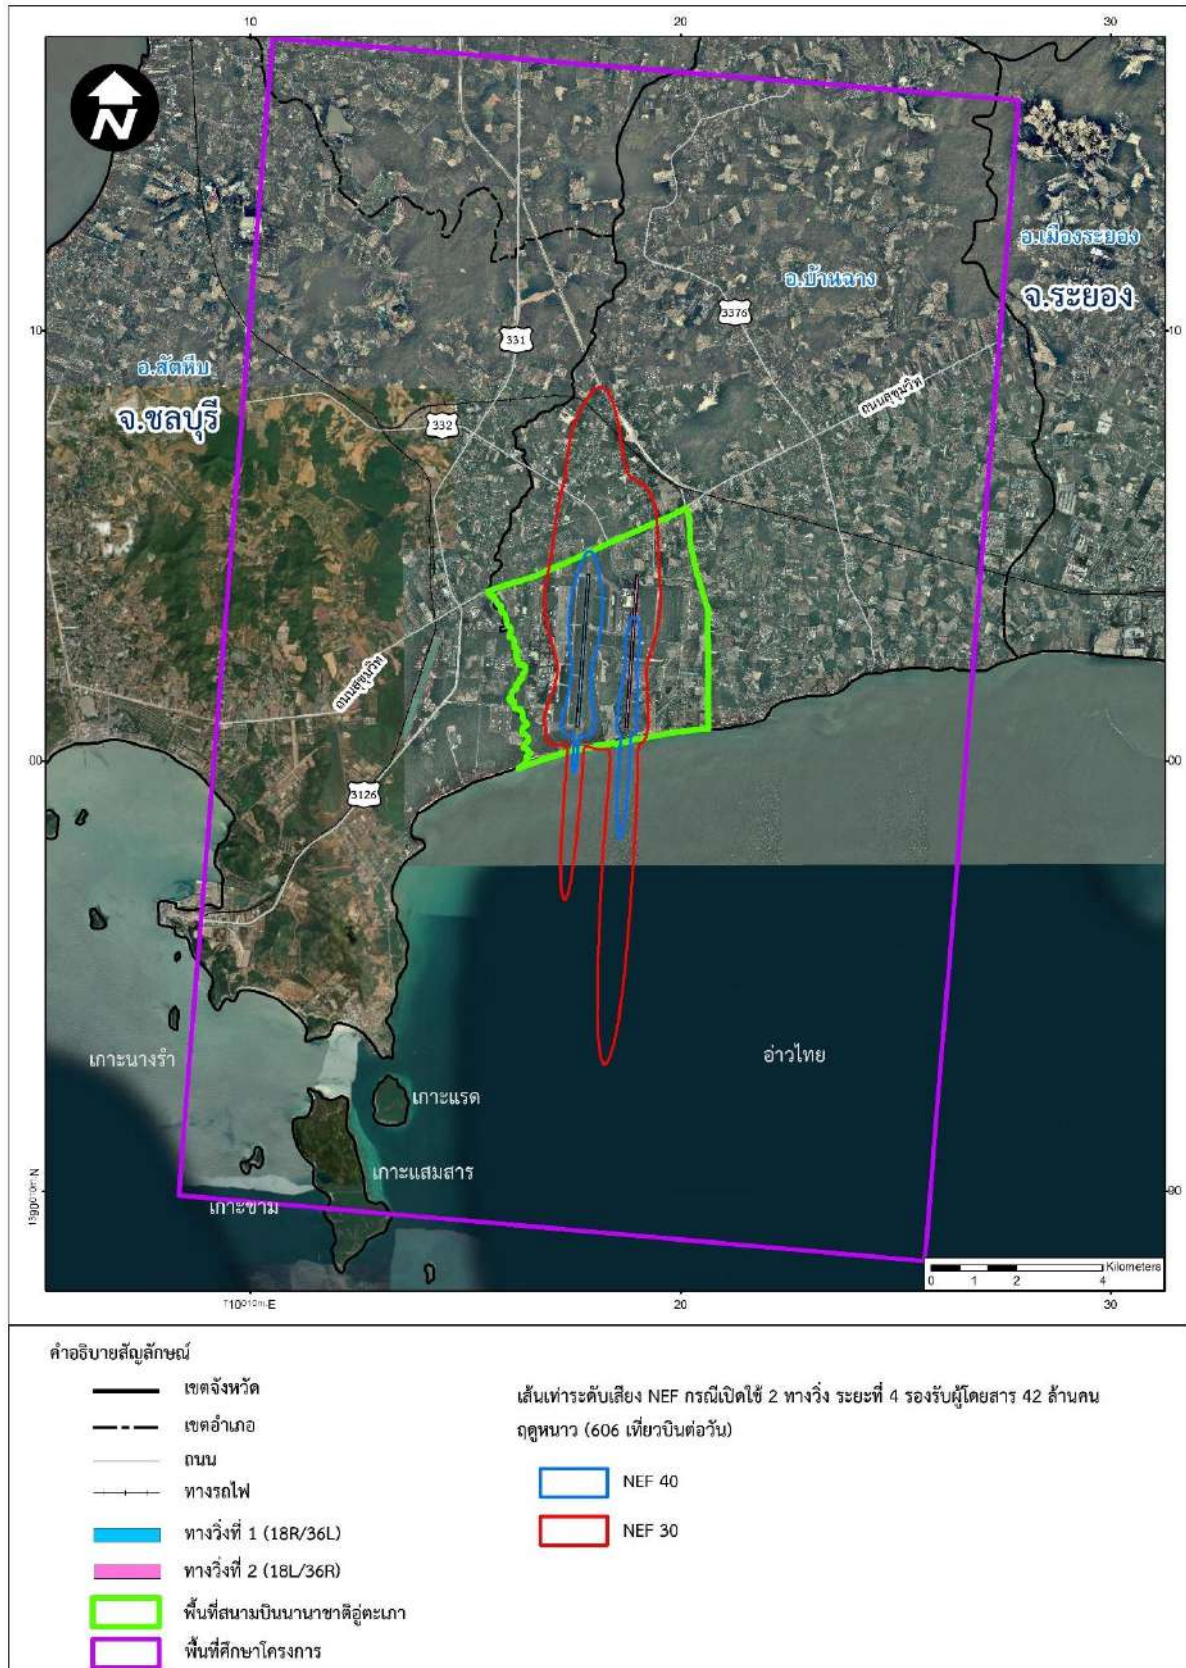 10 20 30
N
อ.เมืองระยอง
อ.บ้านฉาง
จ.ระยอง
3376
10 10
331
อ.สัตหีบ
จ.ชลบุรี
ถนนสุขุมวิท
332
ถนนสุขุมวิท
00 00
3126
เกาะนางรำ
อ่าวไทย
เกาะแรด
เกาะแสมสาร
เกาะขาม
1390010m.N
90
Kilometers
0 1 2 4
710010m.E 20 30
คำอธิบายสัญลักษณ์
เขตจังหวัด
เขตอำเภอ
ถนน
ทางรถไฟ
ทางวิ่งที่ 1 (18R/36L)
ทางวิ่งที่ 2 (18L/36R)
พื้นที่สนามบินนานาชาติอู่ตะเภา
พื้นที่ศึกษาโครงการ
เส้นเท่าระดับเสียง NEF กรณีเปิดใช้ 2 ทางวิ่ง ระยะที่ 4 รองรับผู้โดยสาร 42 ล้านคน
ฤดูหนาว (606 เที่ยวบินต่อวัน)
NEF 40
NEF 30